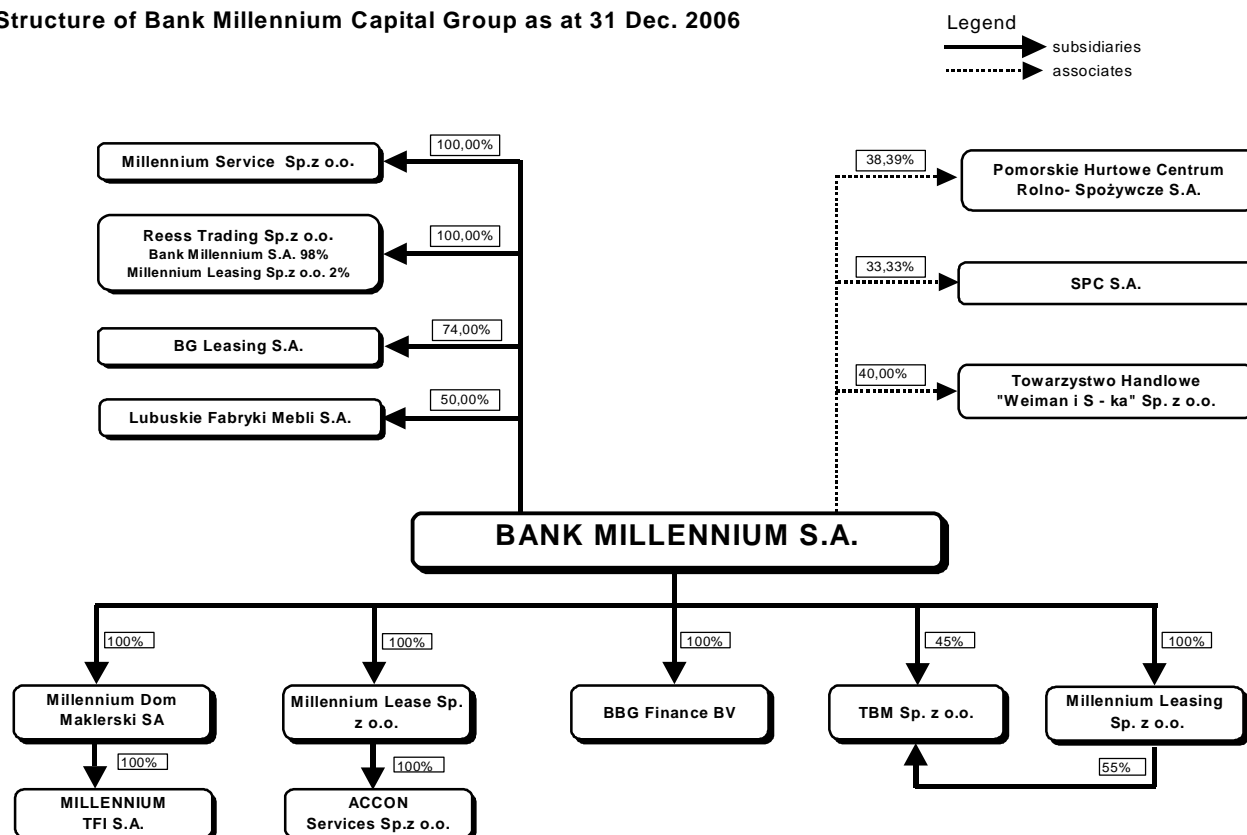 Structure of Bank Millennium Capital Group as at 31 Dec. 2006
Legend
subsidiaries
associates
100,00%
Millennium Service Sp.z o.o.
38,39%
Pomorskie Hurtowe Centrum
Rolno- Spożywcze S.A.
Reess Trading Sp.z o.o.
Bank Millennium S.A. 98%
Millennium Leasing Sp.z o.o. 2%
100,00%
33,33%
SPC S.A.
74,00%
BG Leasing S.A.
40,00%
Towarzystwo Handlowe
"Weiman i S - ka" Sp. z o.o.
50,00%
Lubuskie Fabryki Mebli S.A.
BANK MILLENNIUM S.A.
100%
100%
100%
45%
100%
Millennium Dom
Maklerski SA
Millennium Lease Sp.
z o.o.
BBG Finance BV
TBM Sp. z o.o.
Millennium Leasing
Sp. z o.o.
100%
100%
55%
MILLENNIUM
TFI S.A.
ACCON
Services Sp.z o.o.